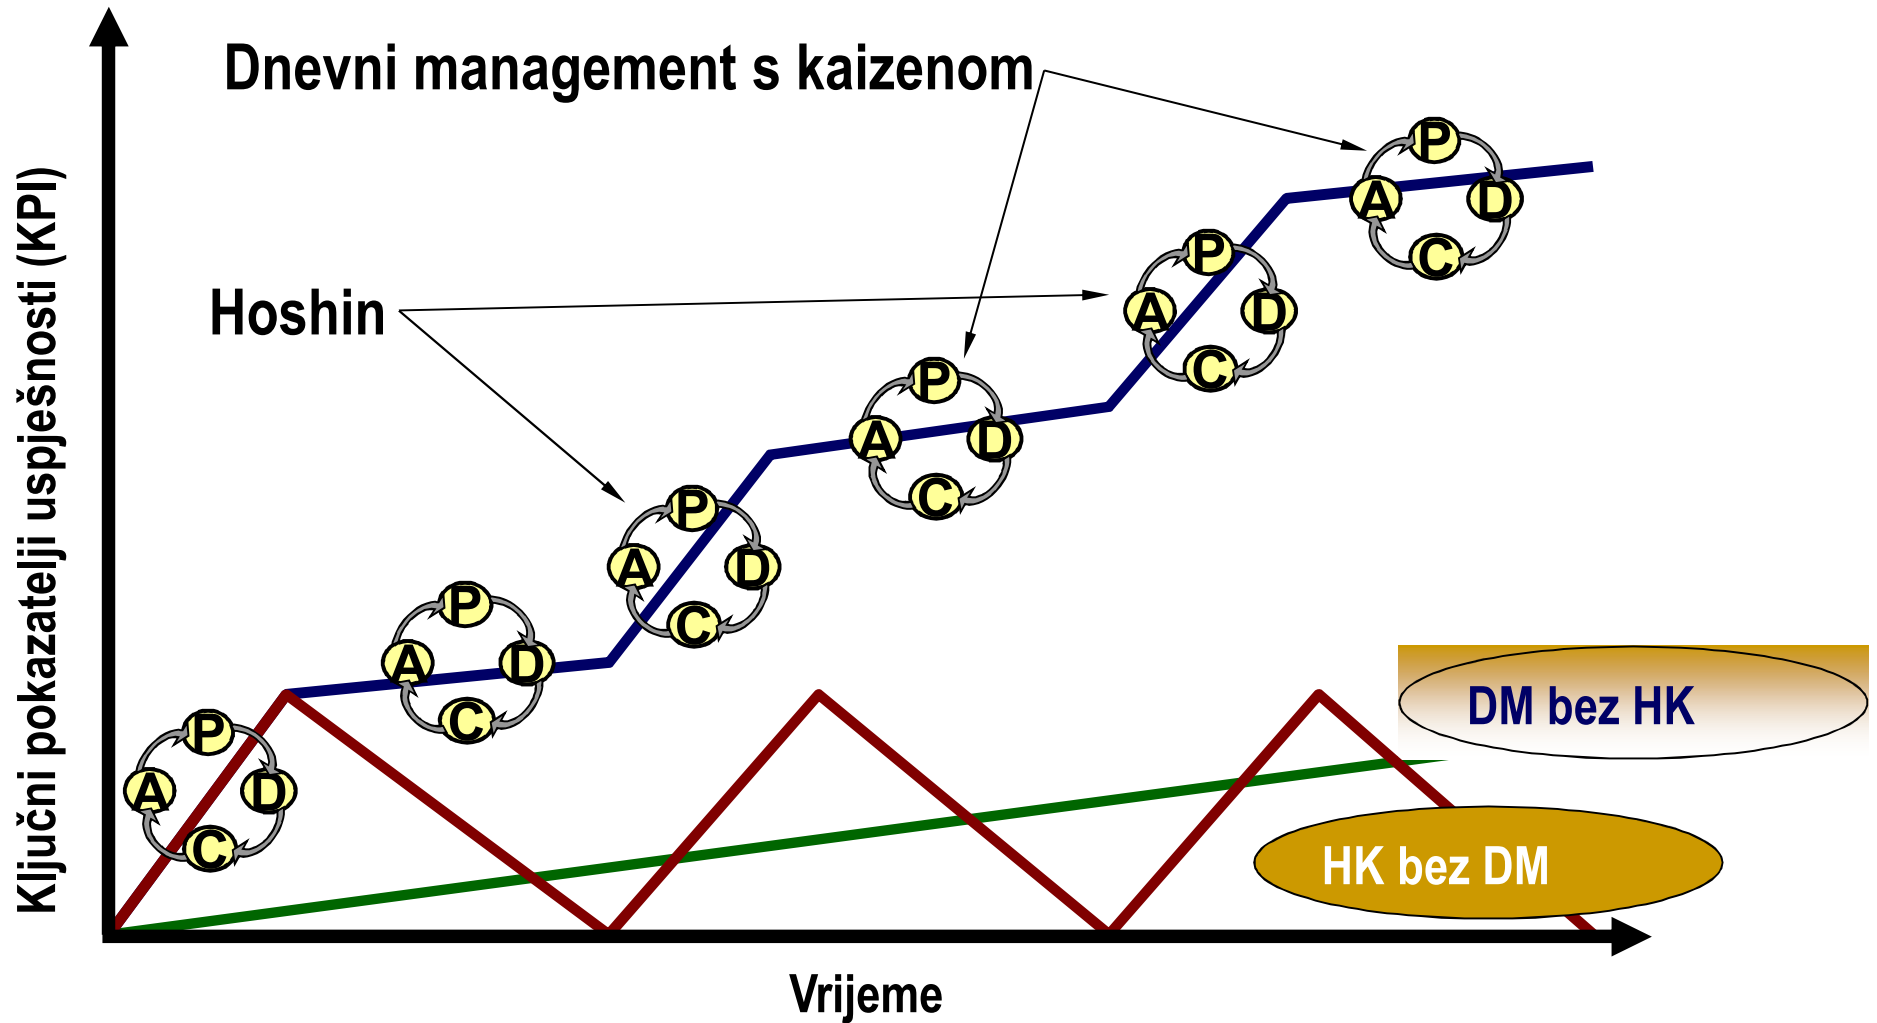 Dnevni management s kaizenom
Hoshin
Ključni pokazatelji uspješnosti (KPI)
P
A
D
C
P
A
D
C
P
A
D
C
P
A
D
C
P
A
D
C
P
A
D
C
DM bez HK
HK bez DM
Vrijeme